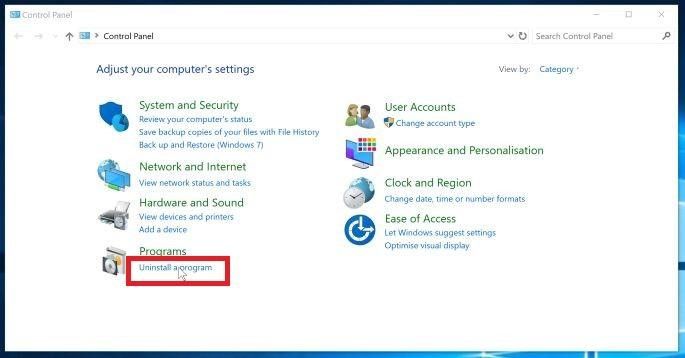 Control Panel
Control Panel
Search Control Panel
Adjust your computer's settings
View by: Category
System and Security
Review your computer's status
Save backup copies of your files with File History
Back up and Restore (Windows 7)
Network and Internet
View network status and tasks
Hardware and Sound
View devices and printers
Add a device
Programs
Uninstall a program
User Accounts
Change account type
Appearance and Personalisation
Clock and Region
Change date, time or number formats
Ease of Access
Let Windows suggest settings
Optimise visual display